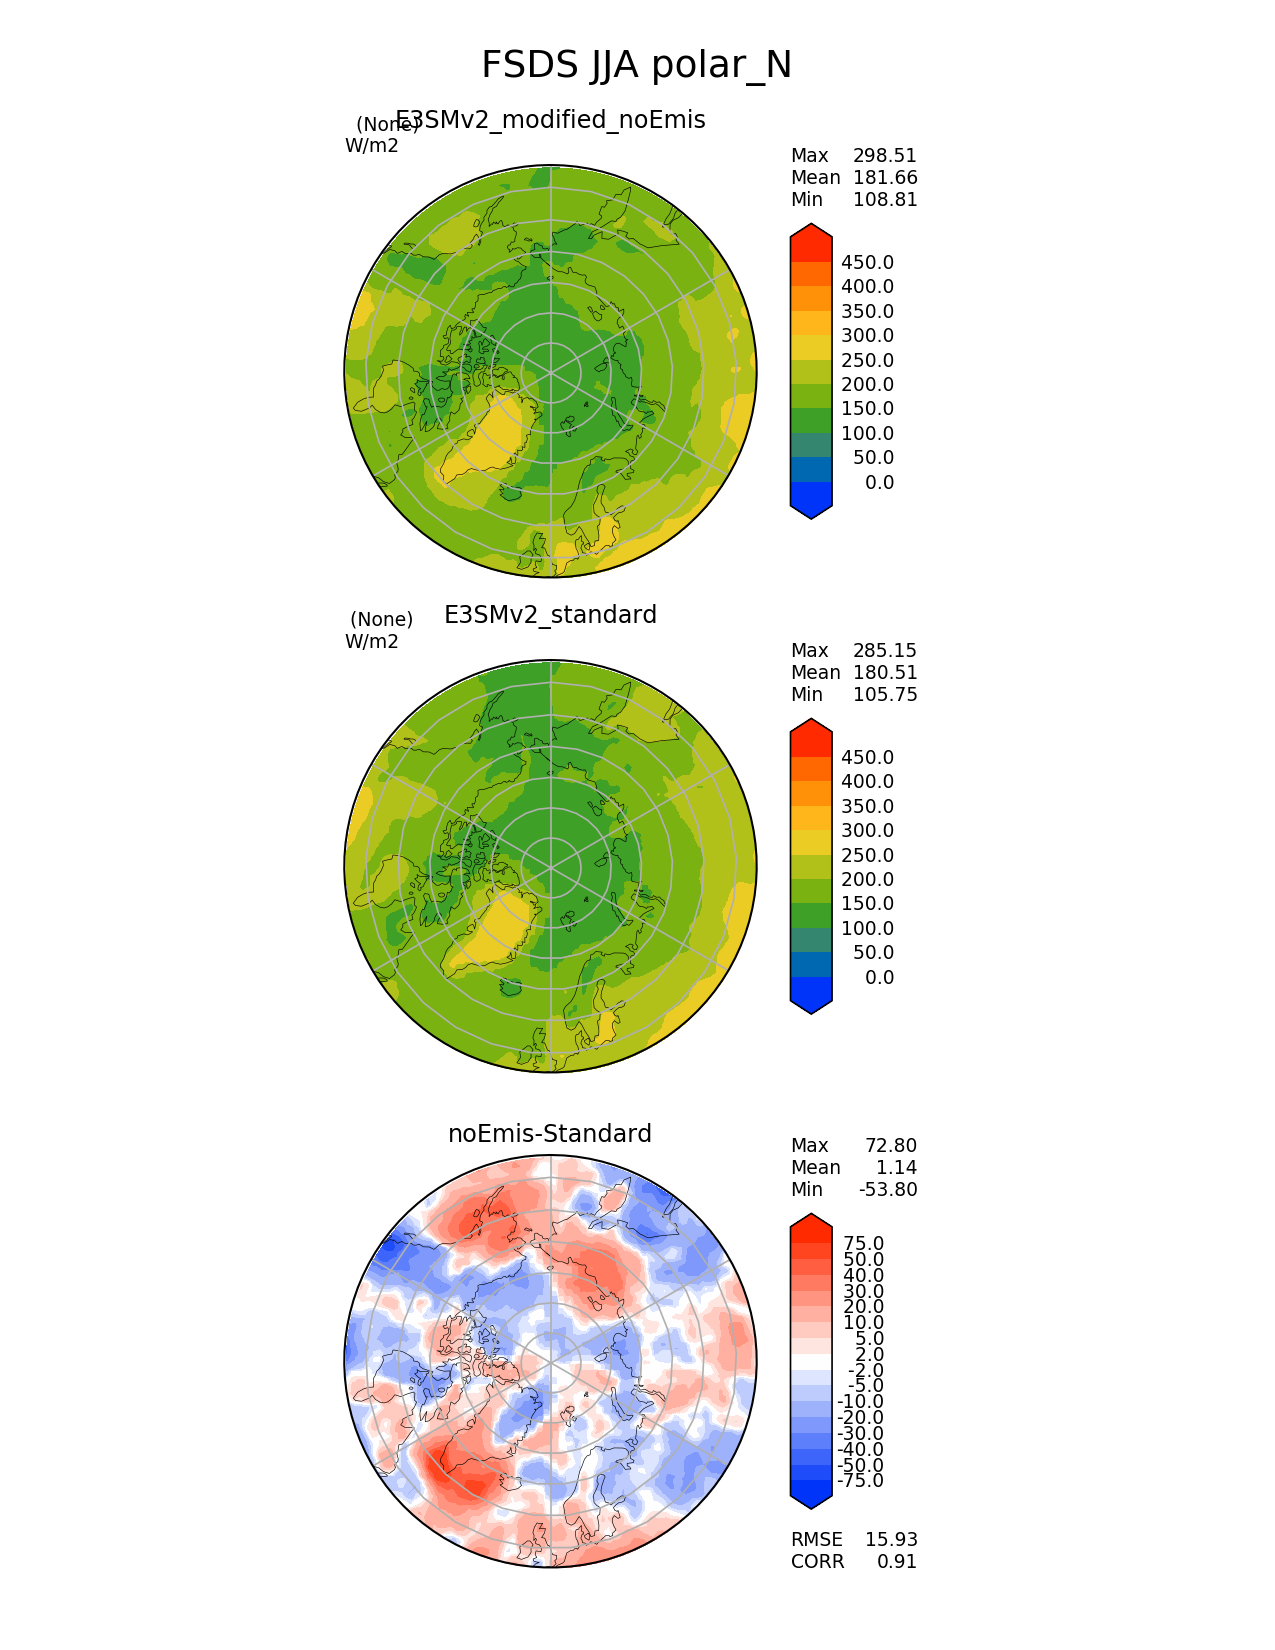 FSDS JJA polar_N
E3SMv2_modified_noEmis
(None)
W/m2
Max 298.51
Mean 181.66
Min 108.81
450.0
400.0
350.0
300.0
250.0
200.0
150.0
100.0
50.0
0.0
E3SMv2_standard
(None)
W/m2
Max 285.15
Mean 180.51
Min 105.75
450.0
400.0
350.0
300.0
250.0
200.0
150.0
100.0
50.0
0.0
noEmis-Standard
Max 72.80
Mean 1.14
Min -53.80
75.0
50.0
40.0
30.0
20.0
10.0
5.0
2.0
-2.0
-5.0
-10.0
-20.0
-30.0
-40.0
-50.0
-75.0
RMSE 15.93
CORR 0.91